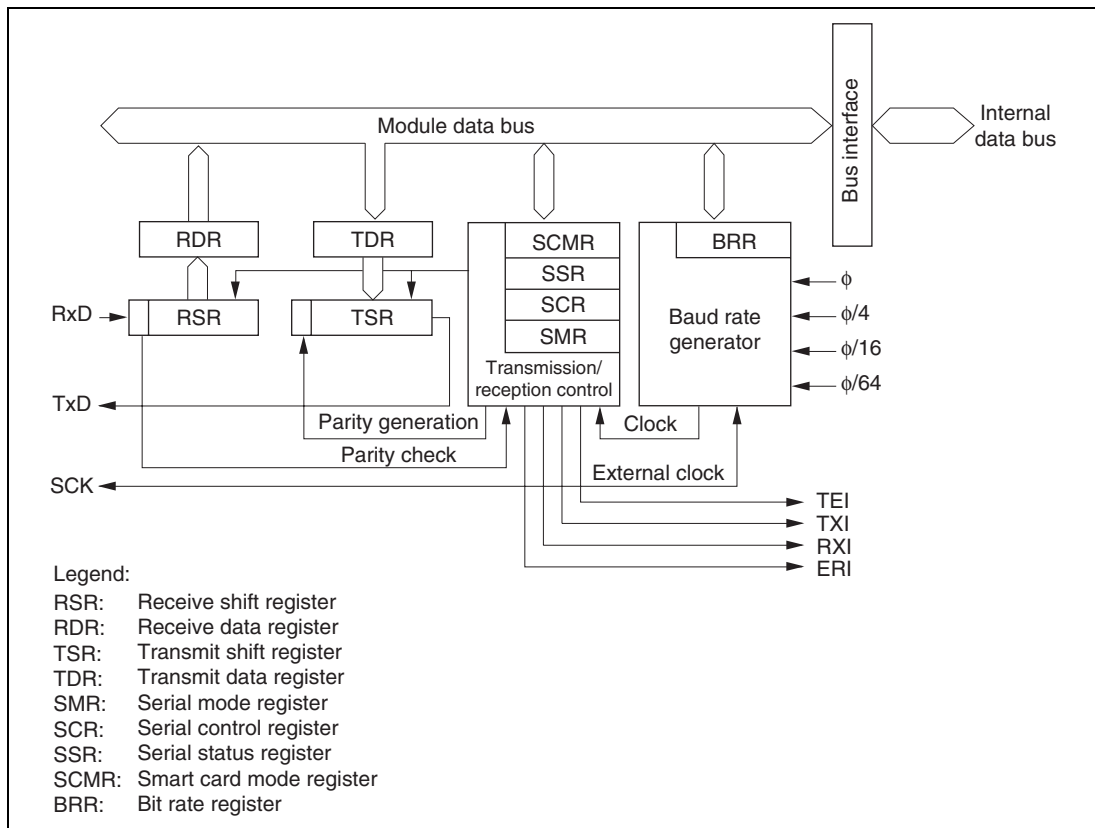 Module data bus
Bus interface
Internal
data bus
RDR
TDR
SCMR
SSR
SCR
SMR
Transmission/
reception control
BRR
Baud rate
generator
ϕ
ϕ/4
ϕ/16
ϕ/64
RxD
RSR
TSR
TxD
Parity generation
Parity check
Clock
SCK
External clock
TEI
TXI
RXI
ERI
Legend:
RSR: Receive shift register
RDR: Receive data register
TSR: Transmit shift register
TDR: Transmit data register
SMR: Serial mode register
SCR: Serial control register
SSR: Serial status register
SCMR: Smart card mode register
BRR: Bit rate register